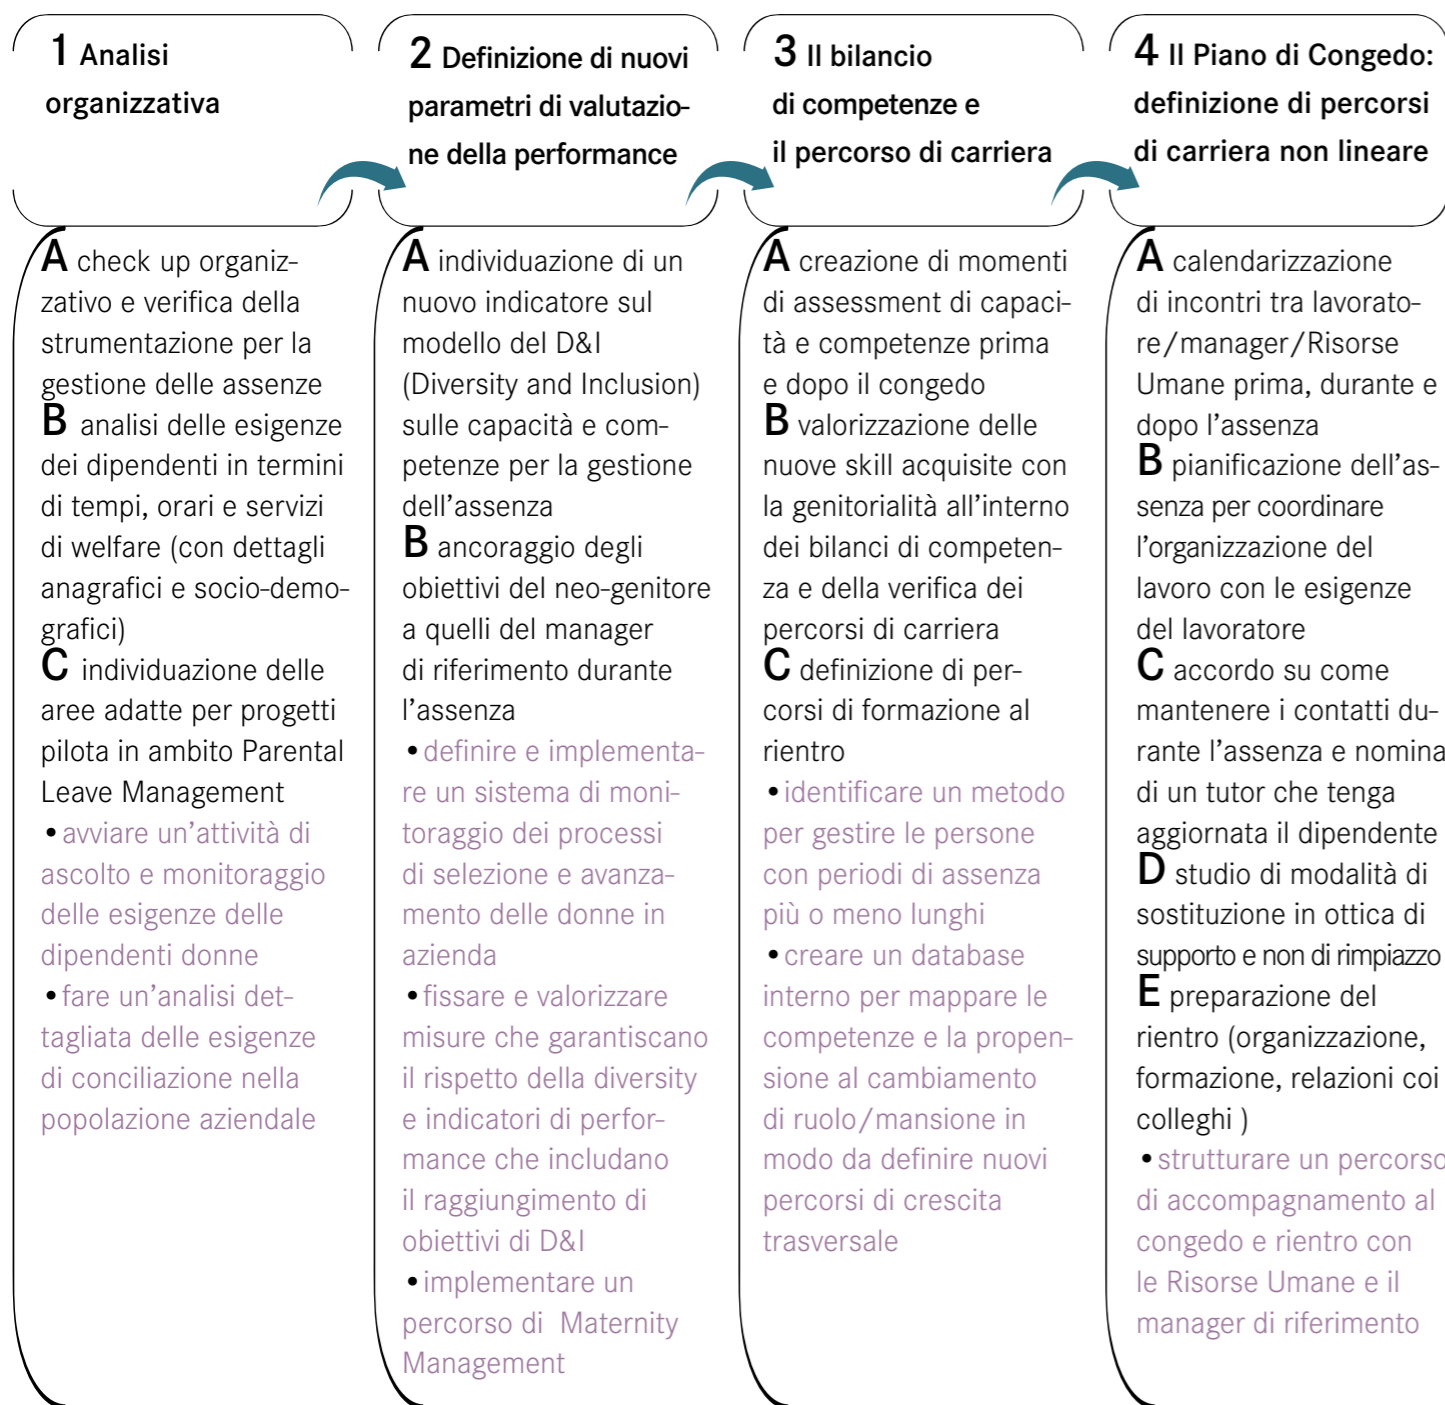 1 Analisi
organizzativa
A check up organiz-
zativo e verifica della
strumentazione per la
gestione delle assenze
B analisi delle esigenze
dei dipendenti in termini
di tempi, orari e servizi
di welfare (con dettagli
anagrafici e socio-demo-
grafici)
C individuazione delle
aree adatte per progetti
pilota in ambito Parental
Leave Management
• avviare un'attività di
ascolto e monitoraggio
delle esigenze delle
dipendenti donne
• fare un'analisi det-
tagliata delle esigenze
di conciliazione nella
popolazione aziendale
2 Definizione di nuovi
parametri di valutazio-
ne della performance
A individuazione di un
nuovo indicatore sul
modello del D&I
(Diversity and Inclusion)
sulle capacità e com-
petenze per la gestione
dell'assenza
B ancoraggio degli
obiettivi del neo-genitore
a quelli del manager
di riferimento durante
l'assenza
• definire e implementa-
re un sistema di moni-
toraggio dei processi
di selezione e avanza-
mento delle donne in
azienda
• fissare e valorizzare
misure che garantiscano
il rispetto della diversity
e indicatori di perfor-
mance che includano
il raggiungimento di
obiettivi di D&I
• implementare un
percorso di Maternity
Management
3 Il bilancio
di competenze e
il percorso di carriera
A creazione di momenti
di assessment di capaci-
tà e competenze prima
e dopo il congedo
B valorizzazione delle
nuove skill acquisite con
la genitorialità all'interno
dei bilanci di competen-
za e della verifica dei
percorsi di carriera
C definizione di per-
corsi di formazione al
rientro
• identificare un metodo
per gestire le persone
con periodi di assenza
più o meno lunghi
• creare un database
interno per mappare le
competenze e la propen-
sione al cambiamento
di ruolo/mansione in
modo da definire nuovi
percorsi di crescita
trasversale
4 Il Piano di Congedo:
definizione di percorsi
di carriera non lineare
A calendarizzazione
di incontri tra lavorato-
re/manager/Risorse
Umane prima, durante e
dopo l'assenza
B pianificazione dell'as-
senza per coordinare
l'organizzazione del
lavoro con le esigenze
del lavoratore
C accordo su come
mantenere i contatti du-
rante l'assenza e nomina
di un tutor che tenga
aggiornata il dipendente
D studio di modalità di
sostituzione in ottica di
supporto e non di rimpiazzo
E preparazione del
rientro (organizzazione,
formazione, relazioni coi
colleghi )
• strutturare un percorso
di accompagnamento al
congedo e rientro con
le Risorse Umane e il
manager di riferimento